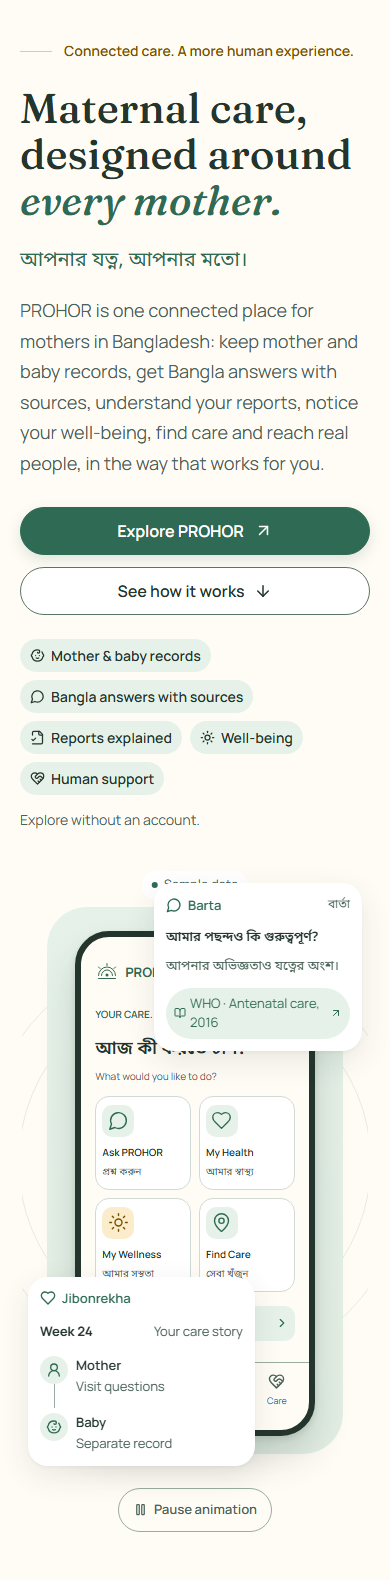 Connected care. A more human experience.
Maternal care,
designed around
every mother.
আপনার যত্ন, আপনার মতো।
PROHOR is one connected place for
mothers in Bangladesh: keep mother and
baby records, get Bangla answers with
sources, understand your reports, notice
your well-being, find care and reach real
people, in the way that works for you.
Explore PROHOR
See how it works
Mother & baby records
Bangla answers with sources
Reports explained
Well-being
Human support
Explore without an account.
Barta
বার্তা
আমার পছন্দও কি গুরুত্বপূর্ণ?
আপনার অভিজ্ঞতাও যত্নের অংশ।
WHO · Antenatal care,
2016
YOUR CARE.
আজ কী
What would you like to do?
Ask PROHOR
প্রশ্ন করুন
My Health
আমার স্বাস্থ্য
My Wellness
আমার সুস্থতা
Find Care
সেবা খুঁজুন
Jibonrekha
Week 24
Your care story
Mother
Visit questions
Baby
Separate record
Care
Pause animation